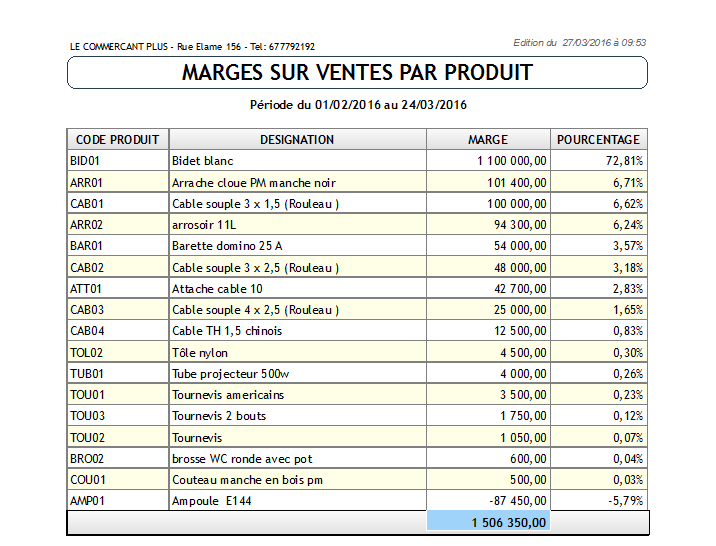 LE COMMERCANT PLUS - Rue Elame 156 - Tel: 677792192
Edition du 27/03/2016 à 09:53
MARGES SUR VENTES PAR PRODUIT
Période du 01/02/2016 au 24/03/2016
CODE PRODUIT DESIGNATION MARGE POURCENTAGE
BID01 Bidet blanc 1 100 000,00 72,81%
ARR01 Arrache cloue PM manche noir 101 400,00 6,71%
CAB01 Cable souple 3 x 1,5 (Rouleau ) 100 000,00 6,62%
ARR02 arrosoir 11L 94 300,00 6,24%
BAR01 Barette domino 25 A 54 000,00 3,57%
CAB02 Cable souple 3 x 2,5 (Rouleau ) 48 000,00 3,18%
ATT01 Attache cable 10 42 700,00 2,83%
CAB03 Cable souple 4 x 2,5 (Rouleau ) 25 000,00 1,65%
CAB04 Cable TH 1,5 chinois 12 500,00 0,83%
TOL02 Tôle nylon 4 500,00 0,30%
TUB01 Tube projecteur 500w 4 000,00 0,26%
TOU01 Tournevis americains 3 500,00 0,23%
TOU03 Tournevis 2 bouts 1 750,00 0,12%
TOU02 Tournevis 1 050,00 0,07%
BRO02 brosse WC ronde avec pot 600,00 0,04%
COU01 Couteau manche en bois pm 500,00 0,03%
AMP01 Ampoule E144 -87 450,00 -5,79%
1 506 350,00